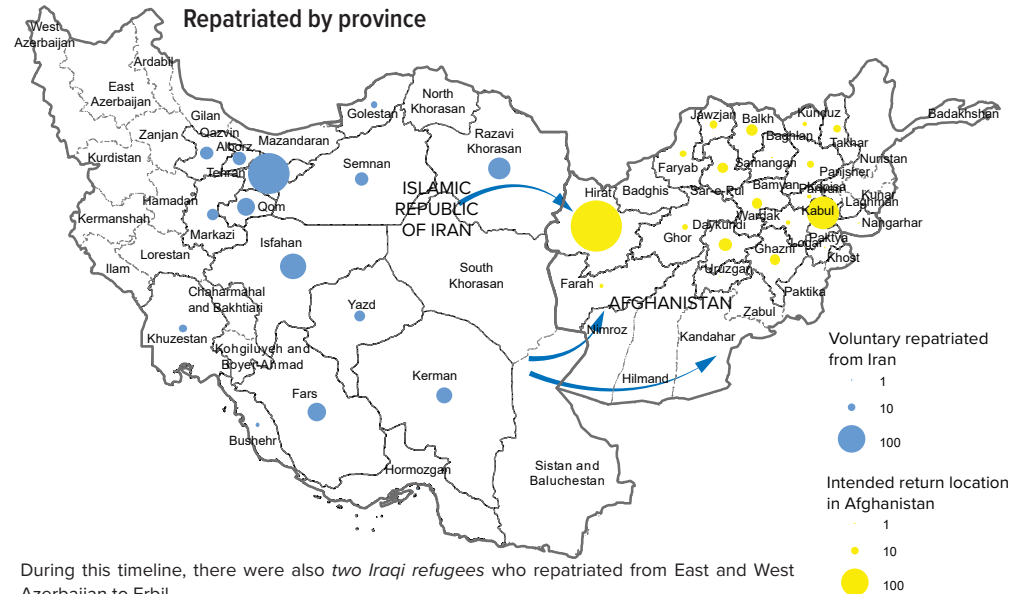 Repatriated by province
West
Azerbaijan
Ardabil
East
Azerbaijan
Gilan
Zanjan
Qazvin
Alborz
Mazandaran
Golestan
North
Khorasan
Razavi
Khorasan
Kurdistan
Tehran
Semnan
Hamadan
Qom
Kermanshah
Markazi
ISLAMIC
REPUBLIC
OF IRAN
Isfahan
Lorestan
Ilam
South
Khorasan
Chaharmahal
and Bakhtiari
Yazd
Khuzestan
Kohgiluyeh and
Boyer-Ahmad
Fars
Kerman
Bushehr
Hormozgan
Sistan and
Baluchestan
Jawzjan
Balkh
Kunduz
Badakhshan
Baghlan
Takhar
Faryab
Samangan
Panjsher
Nuristan
Hirat
Badghis
Sar-e-Pul
Bamyan
Kapisa
Parwan
Kunar
Laghman
Kabul
Wardak
Nangarhar
Ghor
Daykundi
Logar
Paktya
Ghazni
Khost
Uruzgan
Farah
AFGHANISTAN
Paktika
Zabul
Nimroz
Kandahar
Hilmand
Voluntary repatriated
from Iran
1
10
100
Intended return location
in Afghanistan
1
10
100
During this timeline, there were also two Iraqi refugees who repatriated from East and West
Azerbaijan to Erbil